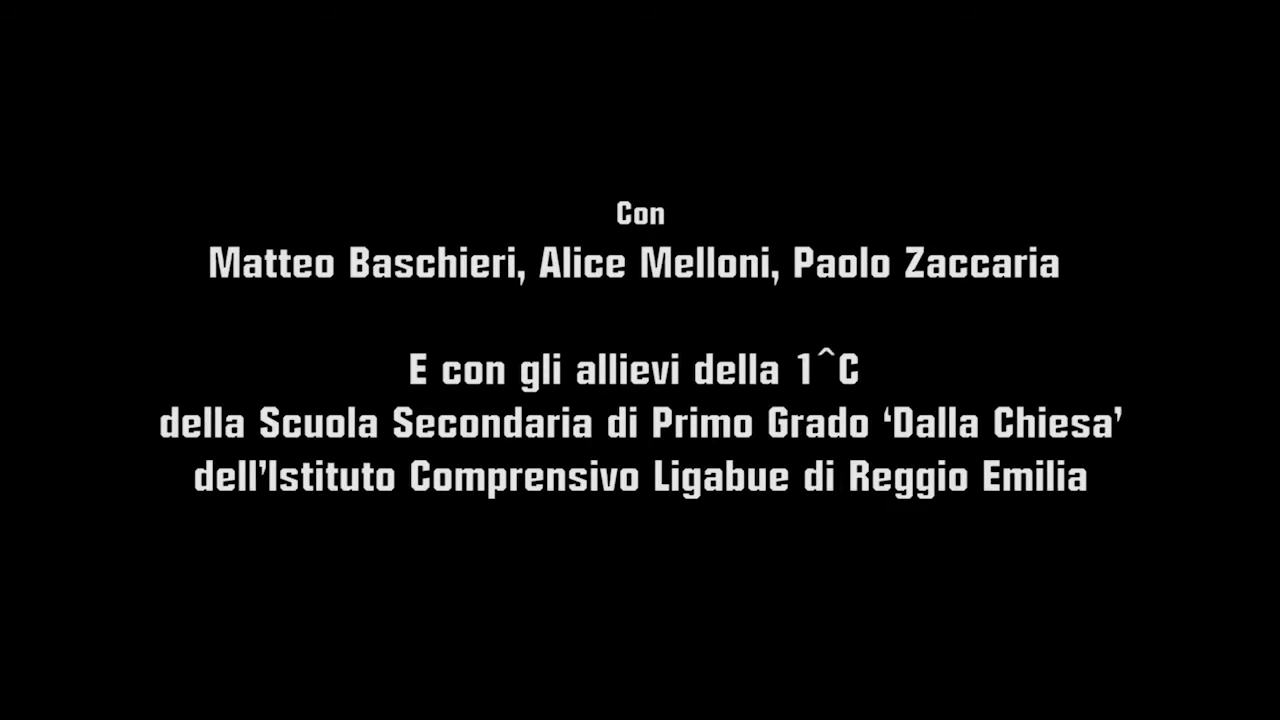 Con
Matteo Baschieri, Alice Melloni, Paolo Zaccaria
E con gli allievi della 1^C
della Scuola Secondaria di Primo Grado ‘Dalla Chiesa’
dell’Istituto Comprensivo Ligabue di Reggio Emilia